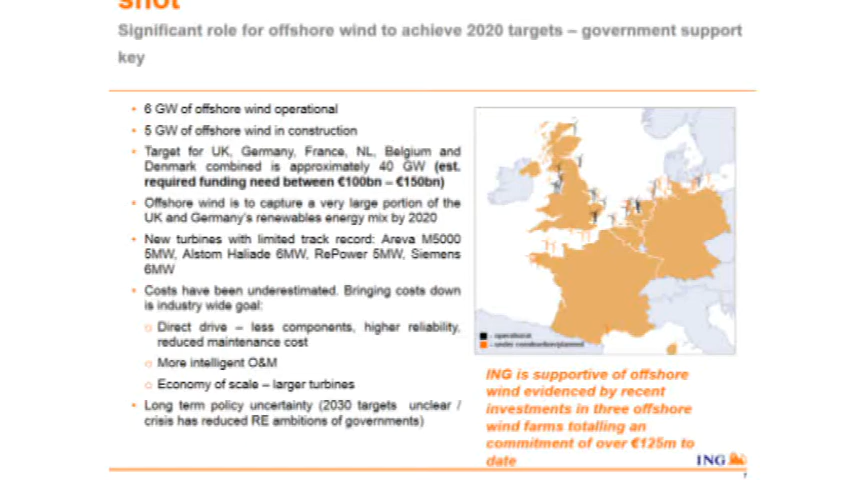 shot
Significant role for offshore wind to achieve 2020 targets – government support
key
• 6 GW of offshore wind operational
• 5 GW of offshore wind in construction
• Target for UK, Germany, France, NL, Belgium and
Denmark combined is approximately 40 GW (est.
required funding need between €100bn – €150bn)
• Offshore wind is to capture a very large portion of the
UK and Germany's renewables energy mix by 2020
• New turbines with limited track record: Areva M5000
5MW, Alstom Haliade 6MW, RePower 5MW, Siemens
6MW
• Costs have been underestimated. Bringing costs down
is industry wide goal:
o Direct drive – less components, higher reliability,
reduced maintenance cost
o More intelligent O&M
o Economy of scale – larger turbines
• Long term policy uncertainty (2030 targets unclear /
crisis has reduced RE ambitions of governments)
- operational
- under construction/planned
ING is supportive of offshore
wind evidenced by recent
investments in three offshore
wind farms totalling an
commitment of over €125m to
date
ING
7